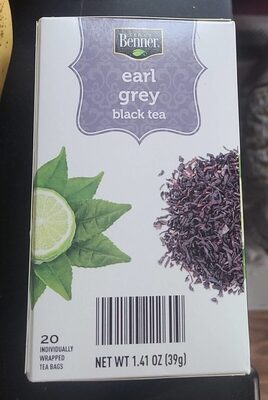 Benner
earl
grey
black tea
20
INDIVIDUALLY
WRAPPED
TEA BAGS
NET WT 1.41 OZ (39g)